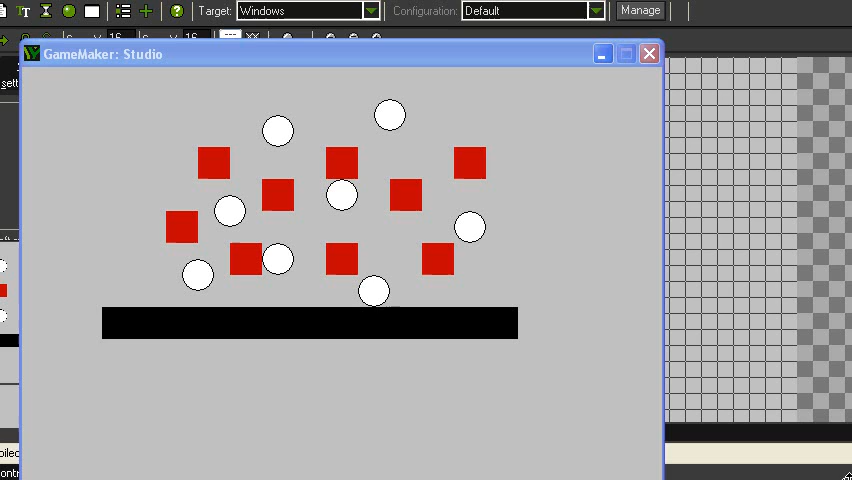 Target: Windows Configuration: Default Manage
GameMaker: Studio